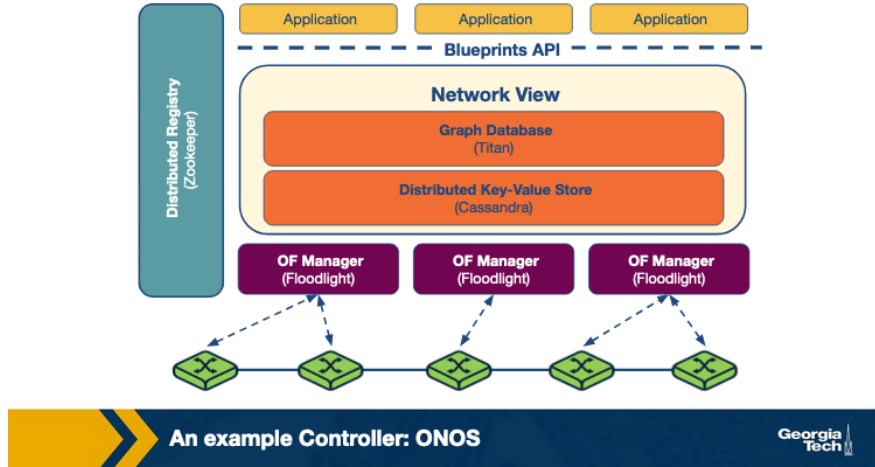 Application
Application
Application
Blueprints API
Distributed Registry
(Zookeeper)
Network View
Graph Database
(Titan)
Distributed Key-Value Store
(Cassandra)
OF Manager
(Floodlight)
OF Manager
(Floodlight)
OF Manager
(Floodlight)
An example Controller: ONOS
Georgia
Tech